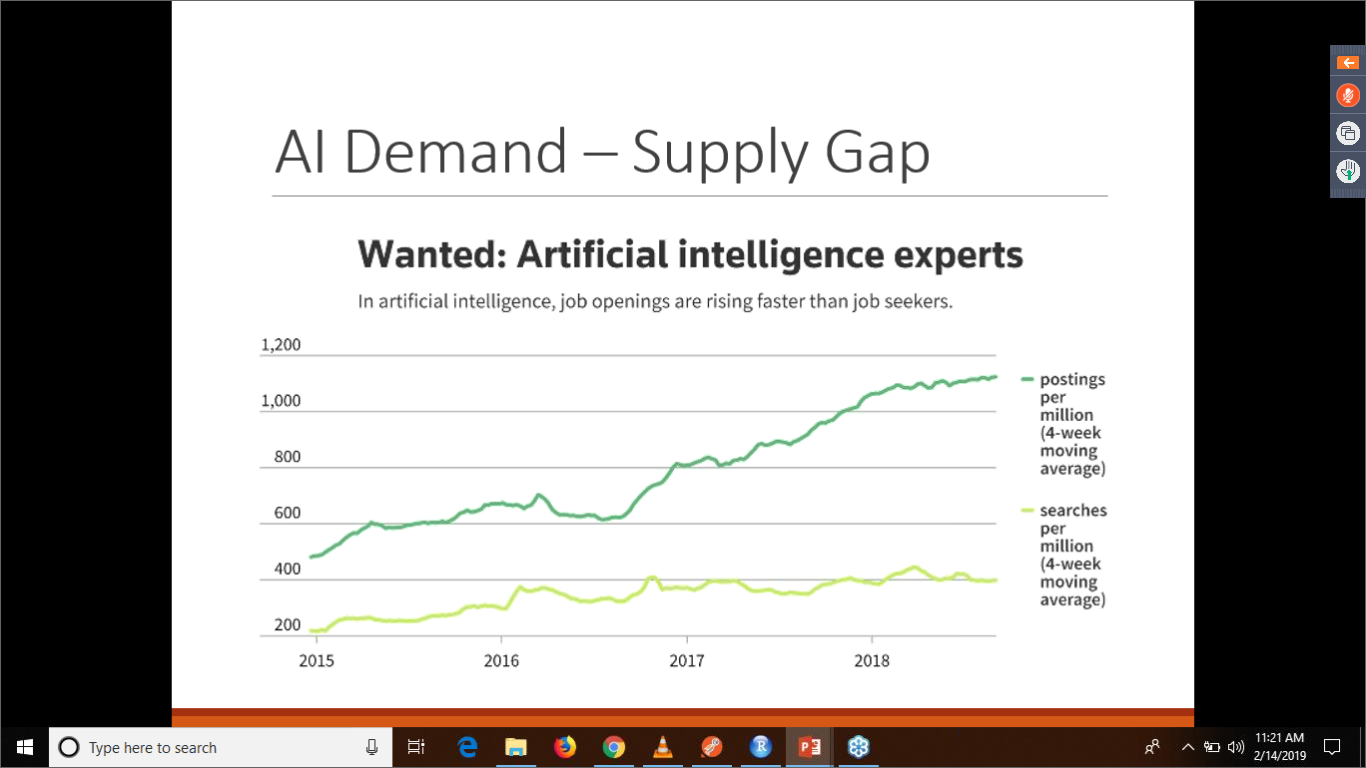 AI Demand – Supply Gap
Wanted: Artificial intelligence experts
In artificial intelligence, job openings are rising faster than job seekers.
1,200
1,000
800
600
400
200
2015 2016 2017 2018
postings
per
million
(4-week
moving
average)
searches
per
million
(4-week
moving
average)
Type here to search
11:21 AM
2/14/2019